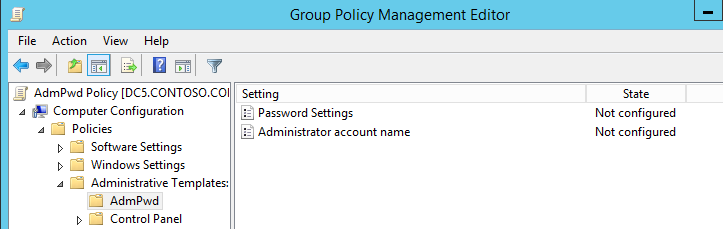 Group Policy Management Editor
File Action View Help
AdmPwd Policy [DC5.CONTOSO.CO
Computer Configuration
Policies
Software Settings
Windows Settings
Administrative Templates:
AdmPwd
Control Panel
Setting State
Password Settings Not configured
Administrator account name Not configured